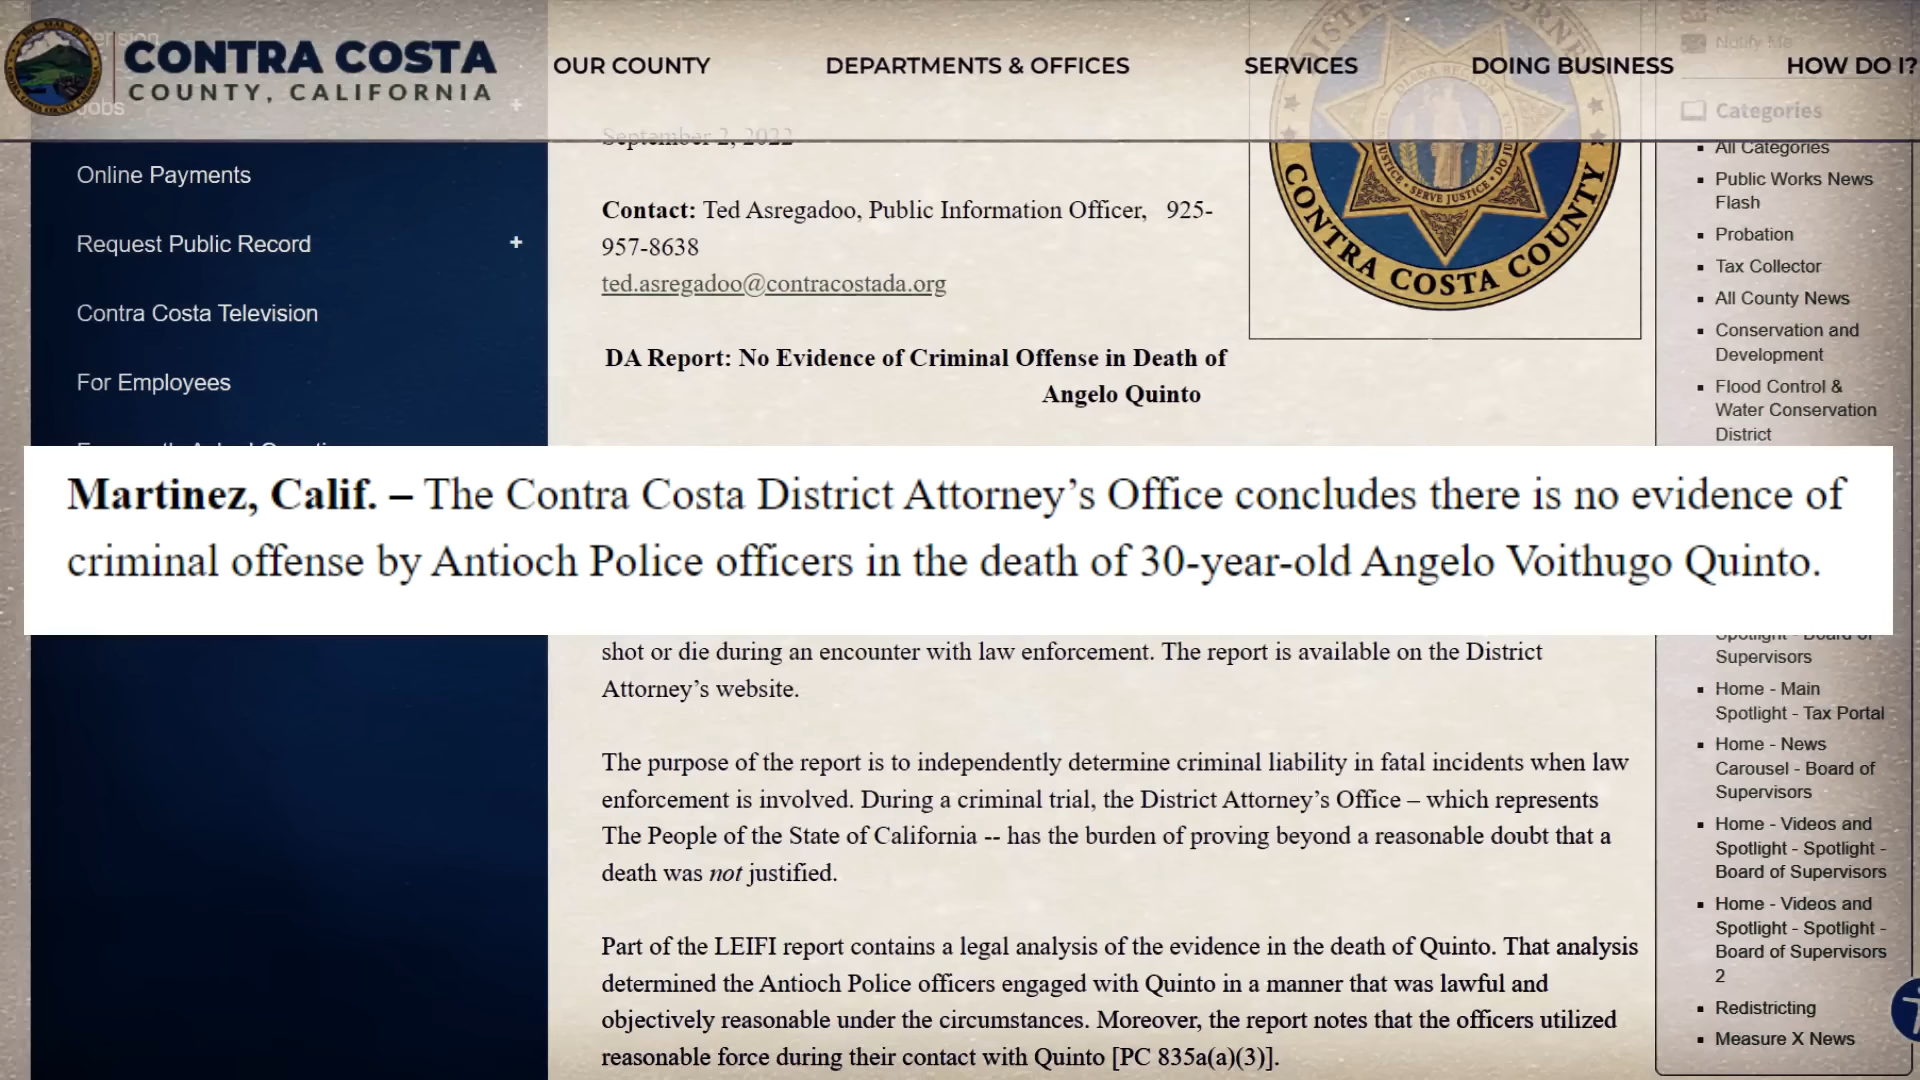 CONTRA COSTA
COUNTY, CALIFORNIA
OUR COUNTY
DEPARTMENTS & OFFICES
SERVICES
DOING BUSINESS
HOW DO I?
Jobs
+
Online Payments
Request Public Record
+
Contra Costa Television
For Employees
September 2, 2022
Contact: Ted Asregadoo, Public Information Officer, 925-
957-8638
ted.asregadoo@contracostada.org
DA Report: No Evidence of Criminal Offense in Death of
Angelo Quinto
DIANA BECTON
SERVE JUSTICE
CONTRA COSTA COUNTY
Notify Me
Categories
All Categories
Public Works News
Flash
Probation
Tax Collector
All County News
Conservation and
Development
Flood Control &
Water Conservation
District
Martinez, Calif. – The Contra Costa District Attorney’s Office concludes there is no evidence of
criminal offense by Antioch Police officers in the death of 30-year-old Angelo Voithugo Quinto.
shot or die during an encounter with law enforcement. The report is available on the District
Attorney’s website.
The purpose of the report is to independently determine criminal liability in fatal incidents when law
enforcement is involved. During a criminal trial, the District Attorney’s Office – which represents
The People of the State of California -- has the burden of proving beyond a reasonable doubt that a
death was not justified.
Part of the LEIFI report contains a legal analysis of the evidence in the death of Quinto. That analysis
determined the Antioch Police officers engaged with Quinto in a manner that was lawful and
objectively reasonable under the circumstances. Moreover, the report notes that the officers utilized
reasonable force during their contact with Quinto [PC 835a(a)(3)].
Spotlight - Board of
Supervisors
Home - Main
Spotlight - Tax Portal
Home - News
Carousel - Board of
Supervisors
Home - Videos and
Spotlight - Spotlight -
Board of Supervisors
Home - Videos and
Spotlight - Spotlight -
Board of Supervisors
2
Redistricting
Measure X News